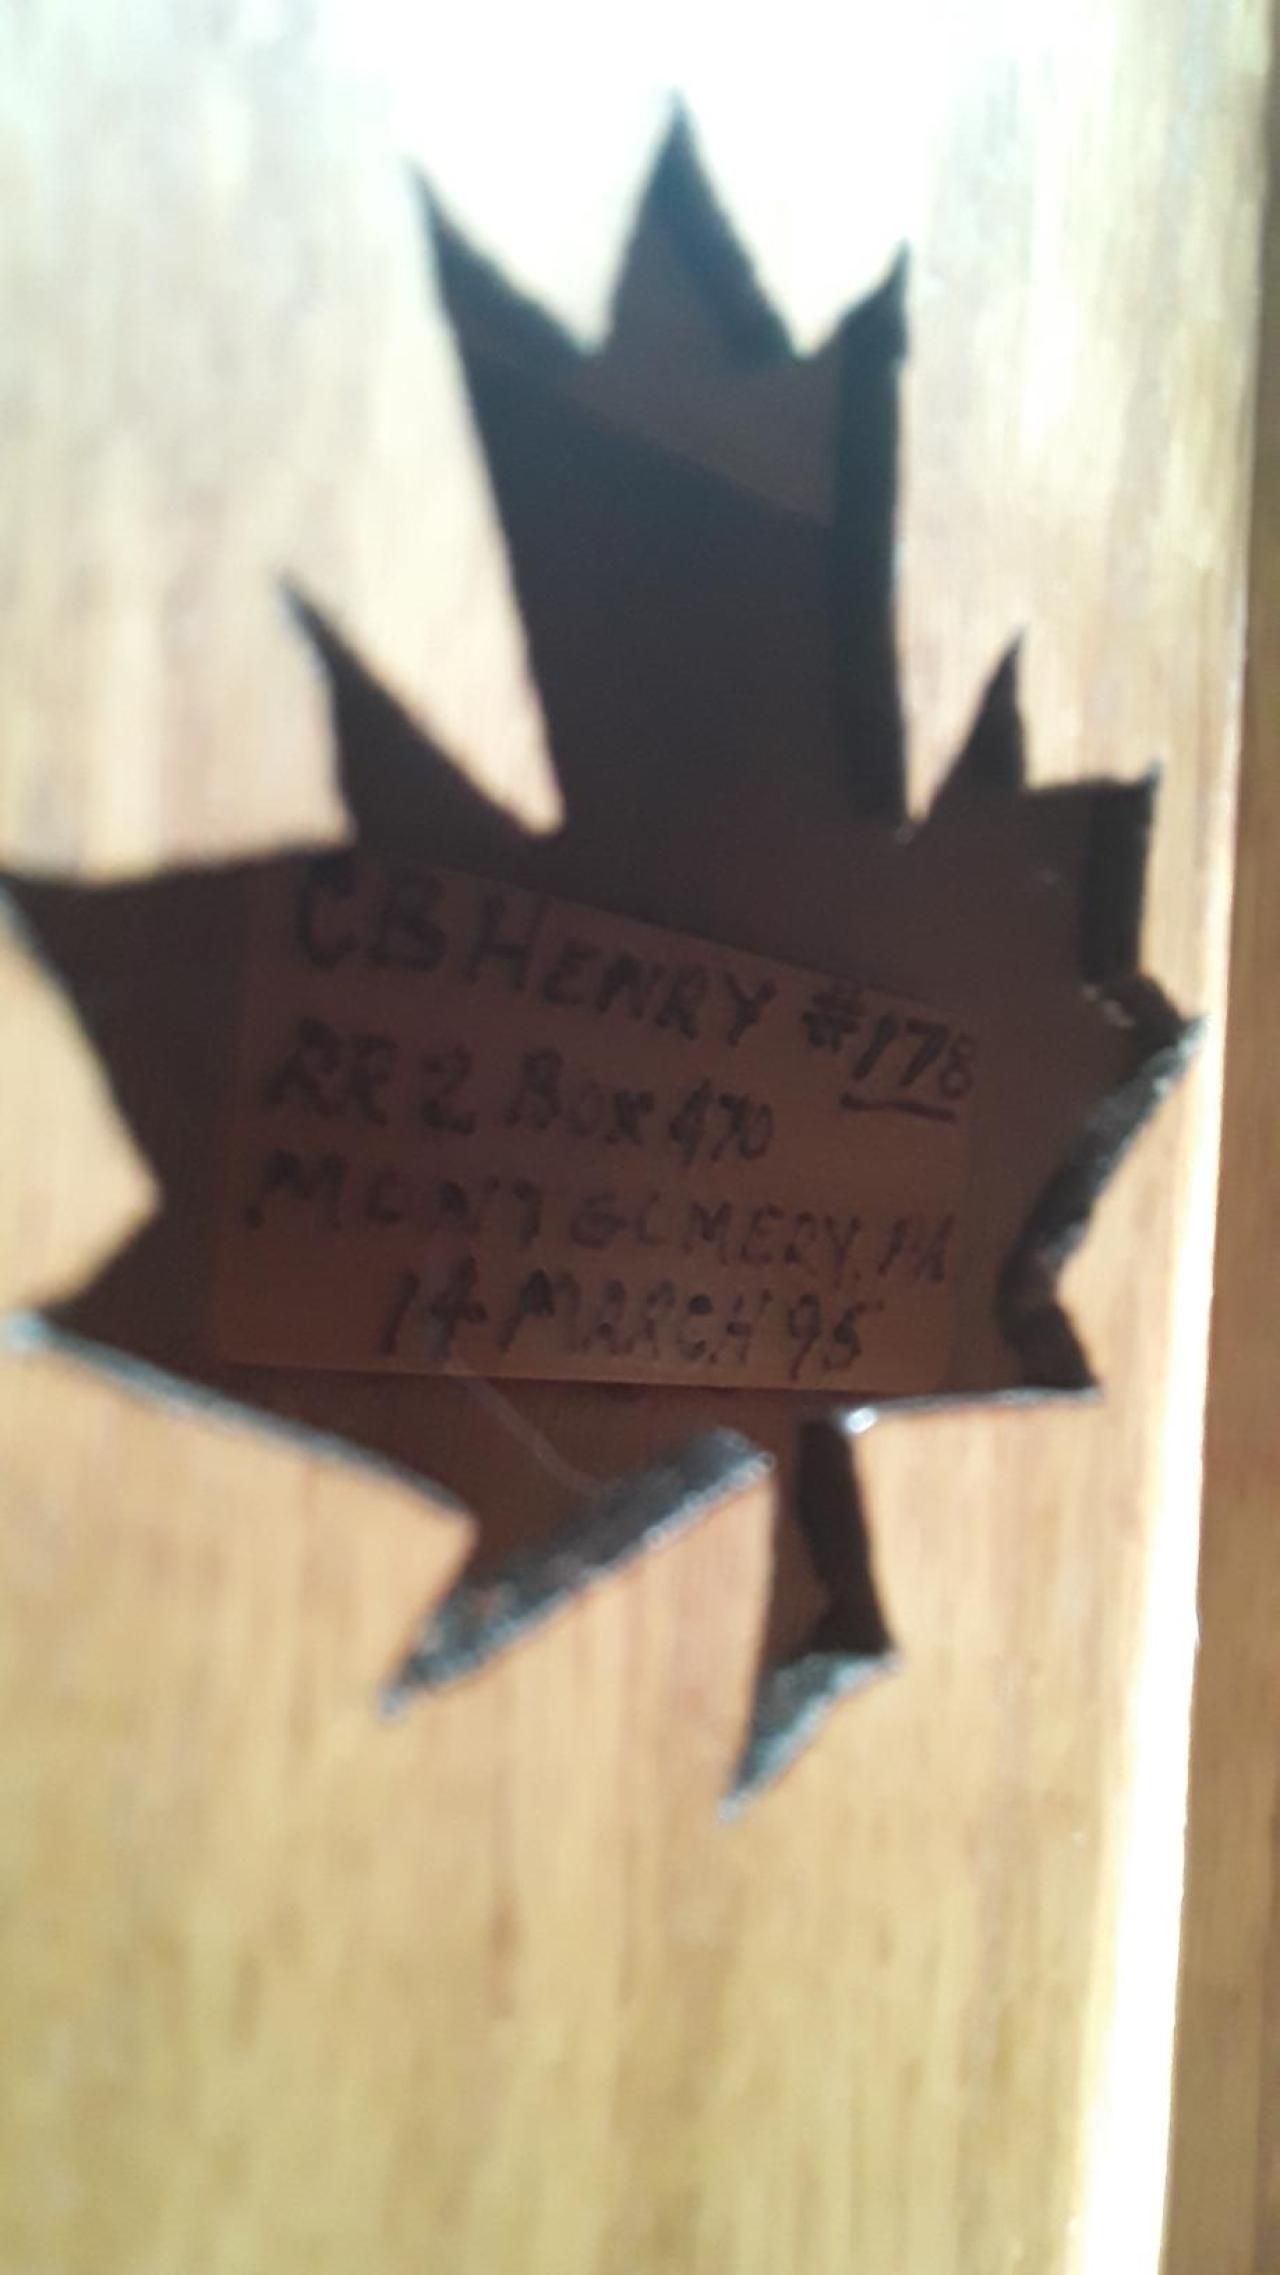 CB HENRY #178
RR 2 BOX 470
MONTGOMERY, PA
14 MARCH 95